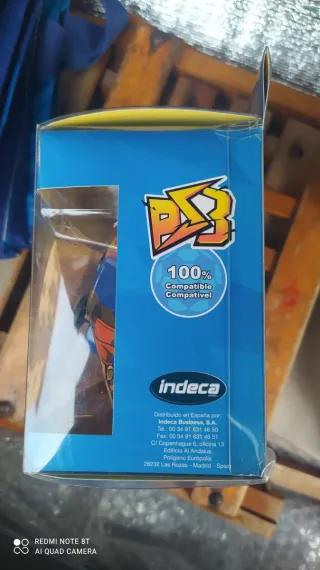 PS3
100%
Compatible
Compatível
indeca
Distribuido en España por:
Indeca Business, S.A.
Tel.: 00 34 91 631 46 50
Fax: 00 34 91 631 46 51
C/ Copenhague 6, oficina 13
Edificio Al Andalus
Polígono Európolis
28232 Las Rozas - Madrid - Spain
REDMI NOTE 8T
AI QUAD CAMERA